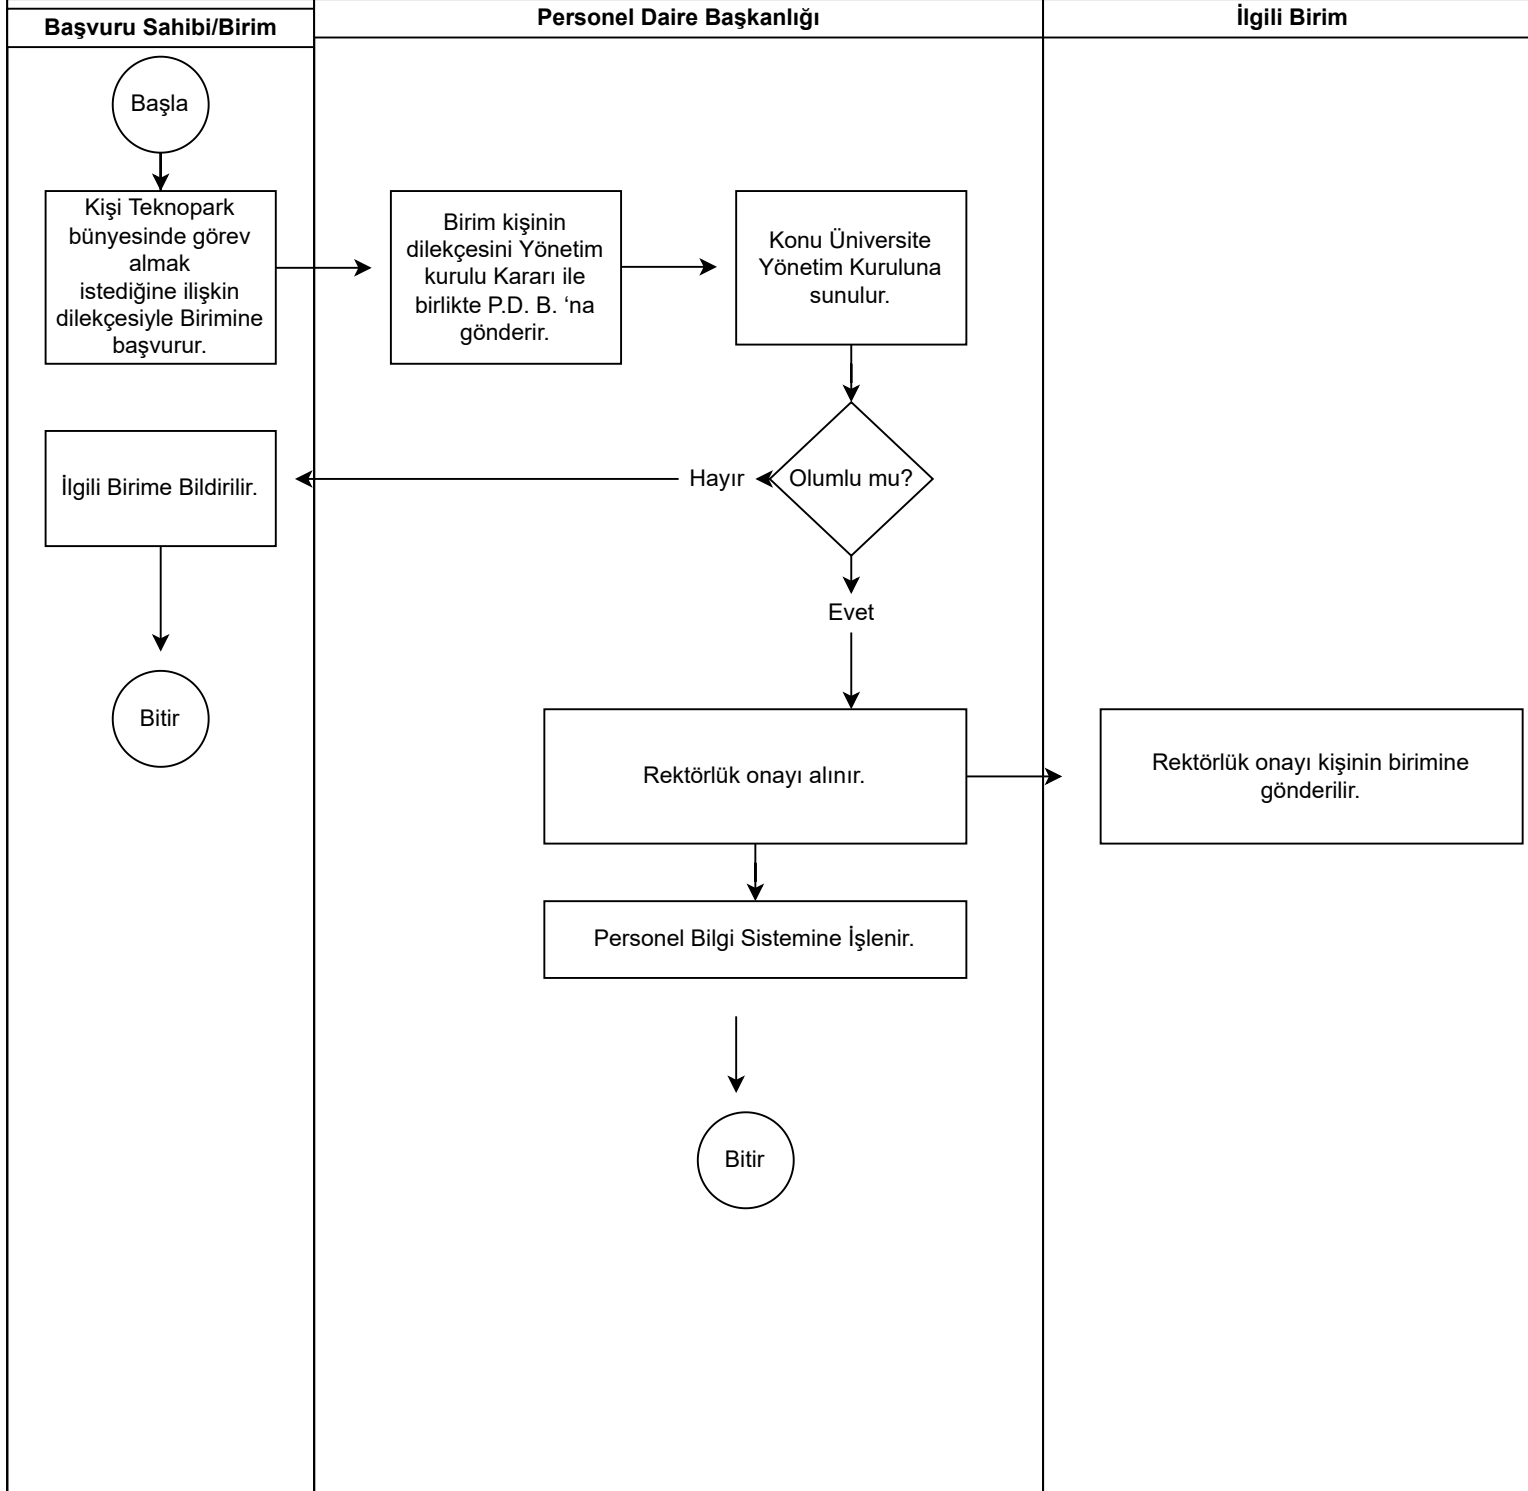 Başvuru Sahibi/Birim
Personel Daire Başkanlığı
İlgili Birim
Başla
Kişi Teknopark
bünyesinde görev
almak
istediğine ilişkin
dilekçesiyle Birimine
başvurur.
Birim kişinin
dilekçesini Yönetim
kurulu Kararı ile
birlikte P.D. B. ‘na
gönderir.
Konu Üniversite
Yönetim Kuruluna
sunulur.
Olumlu mu?
Hayır
İlgili Birime Bildirilir.
Bitir
Evet
Rektörlük onayı alınır.
Rektörlük onayı kişinin birimine
gönderilir.
Personel Bilgi Sistemine İşlenir.
Bitir